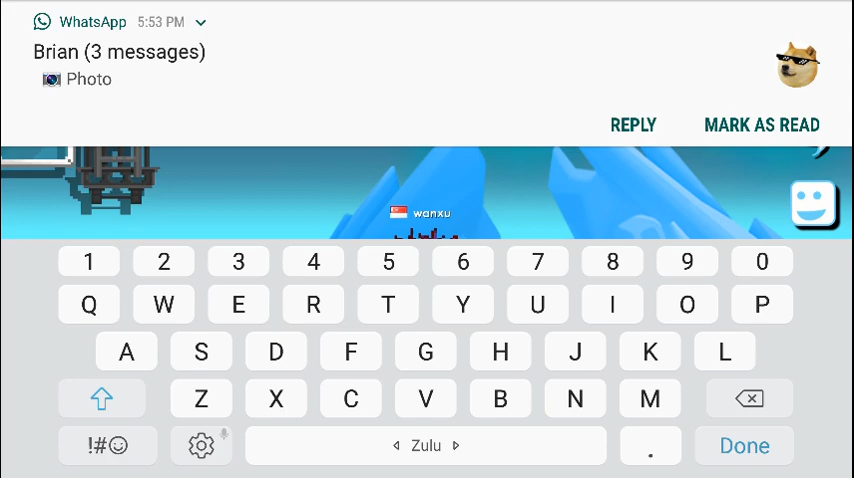 WhatsApp 5:53 PM
Brian (3 messages)
Photo
REPLY MARK AS READ
wanxu
1 2 3 4 5 6 7 8 9 0
Q W E R T Y U I O P
A S D F G H J K L
Z X C V B N M
!#☺ Zulu . Done